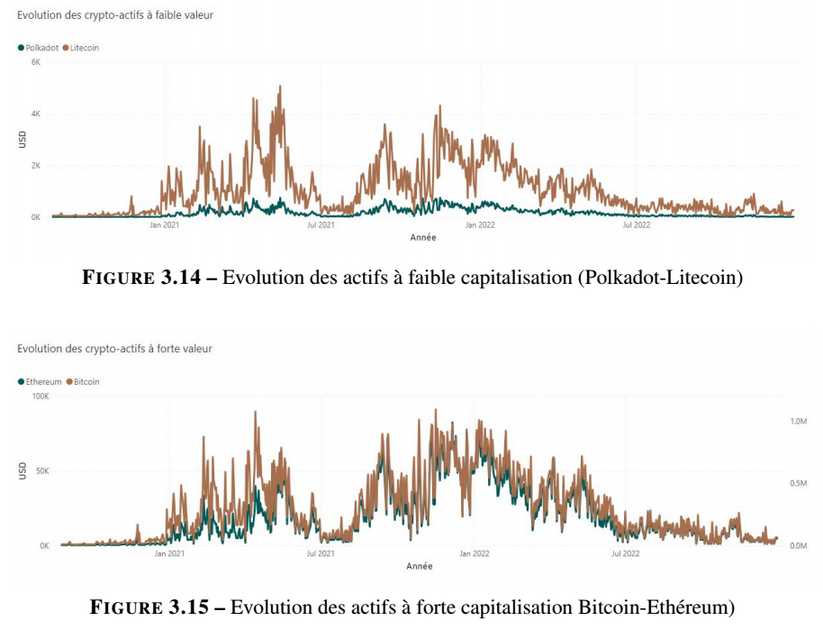 Evolution des crypto-actifs à faible valeur
Polkadot Litecoin
6K
4K
2K
0K
USD
Jan 2021 Jul 2021 Jan 2022 Jul 2022
Année
FIGURE 3.14 – Evolution des actifs à faible capitalisation (Polkadot-Litecoin)
Evolution des crypto-actifs à forte valeur
Ethereum Bitcoin
100K
50K
0K
USD
1.0M
0.5M
0.0M
Jan 2021 Jul 2021 Jan 2022 Jul 2022
Année
FIGURE 3.15 – Evolution des actifs à forte capitalisation Bitcoin-Ethéreum)